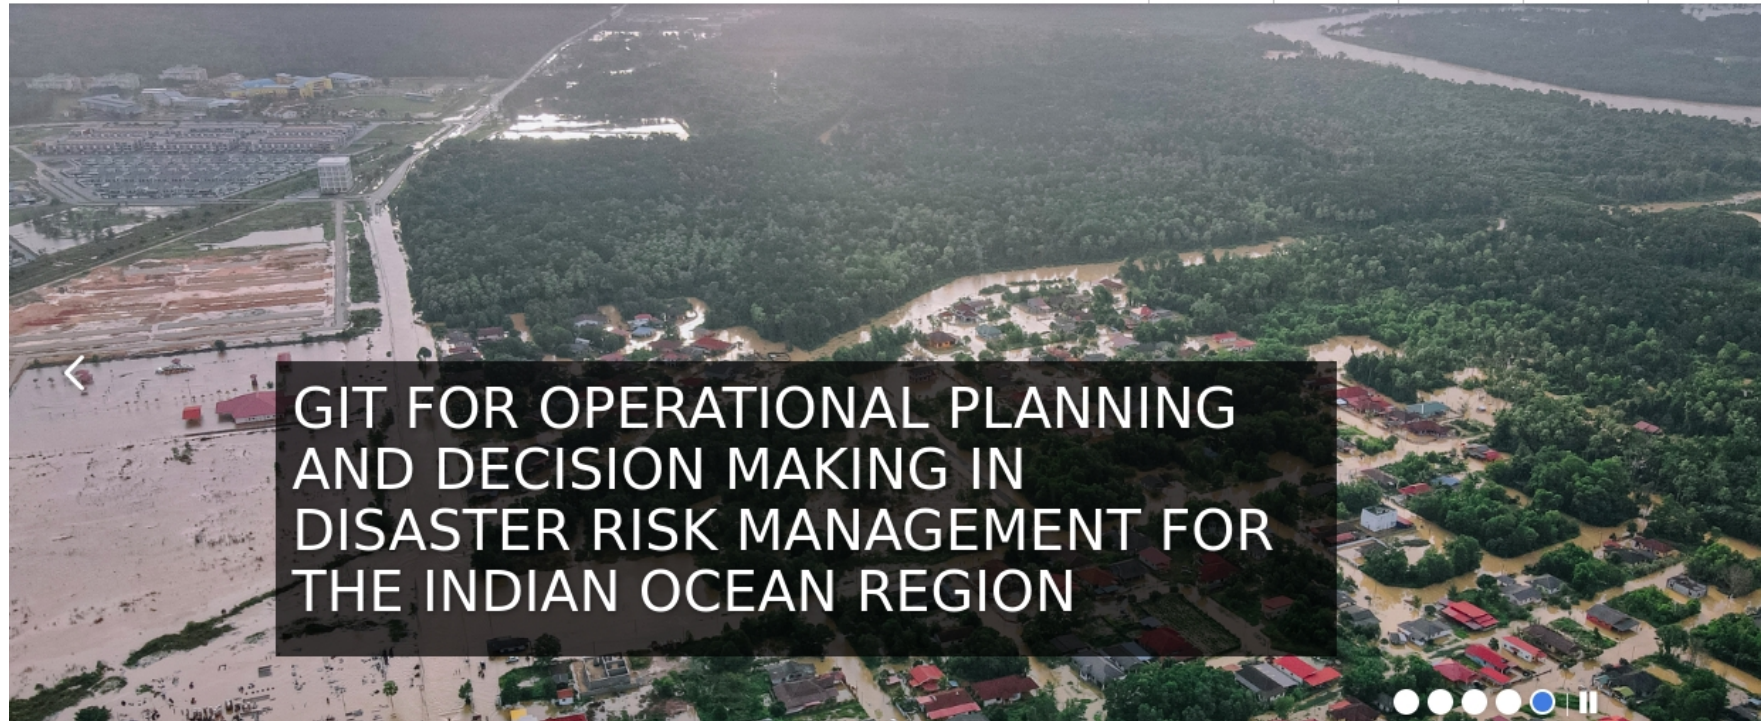 GIT FOR OPERATIONAL PLANNING
AND DECISION MAKING IN
DISASTER RISK MANAGEMENT FOR
THE INDIAN OCEAN REGION